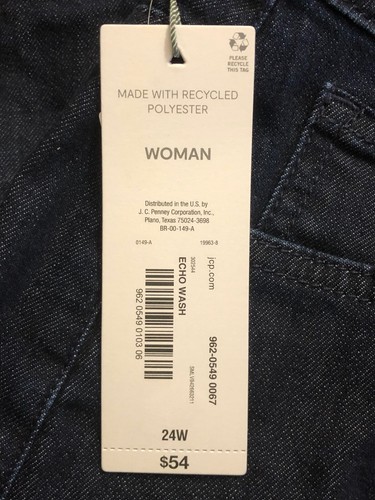 PLEASE
RECYCLE
THIS TAG
MADE WITH RECYCLED
POLYESTER
WOMAN
Distributed in the U.S. by
J. C. Penney Corporation, Inc.,
Plano, Texas 75024-3698
BR-00-149-A
0149-A 19963-8
jcp.com 962-0549 0067
302544
ECHO WASH
962 0549 0103 06
24W
$54